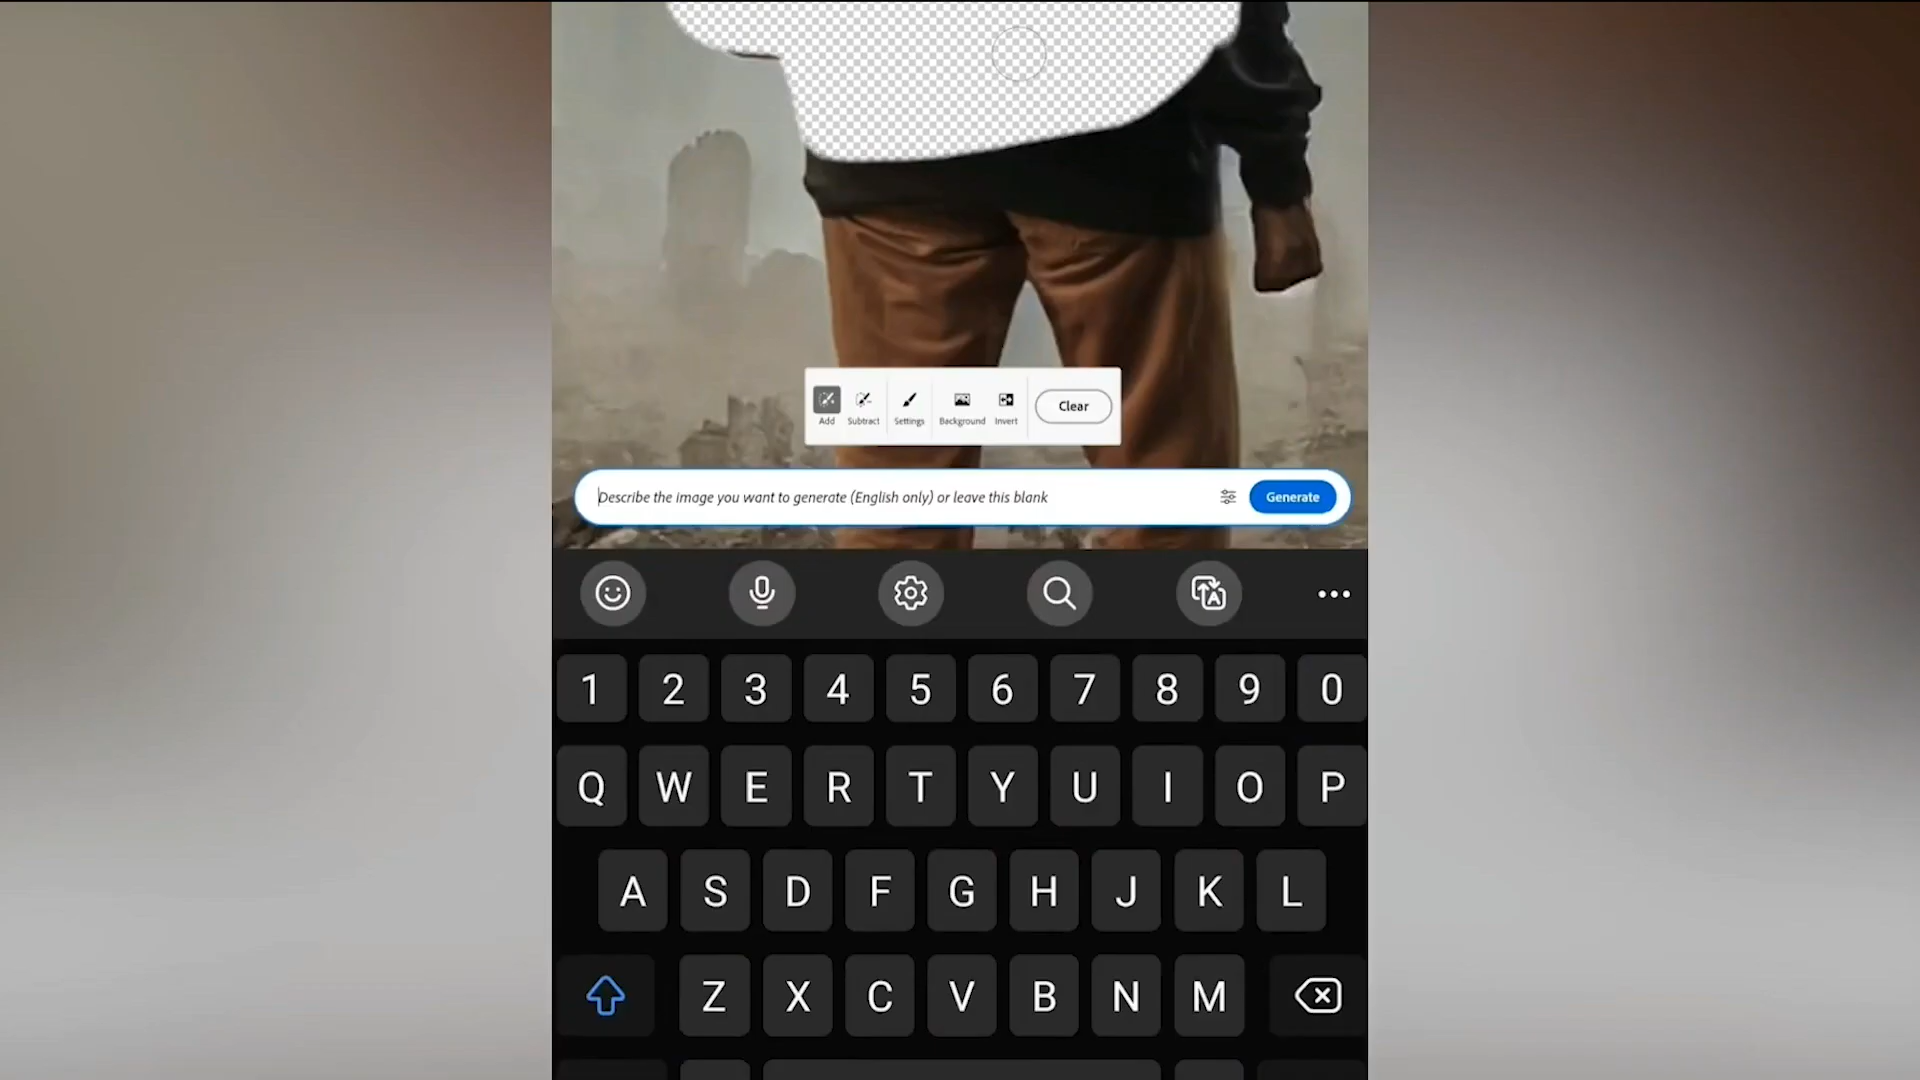 Add Subtract Settings Background Invert Clear
Describe the image you want to generate (English only) or leave this blank Generate
1 2 3 4 5 6 7 8 9 0
Q W E R T Y U I O P
A S D F G H J K L
Z X C V B N M